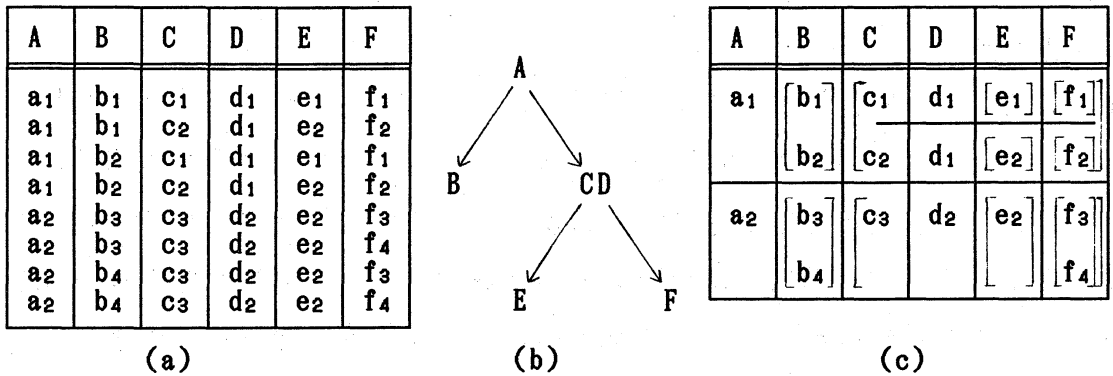 A B C D E F
a1 b1 c1 d1 e1 f1
a1 b1 c2 d1 e2 f2
a1 b2 c1 d1 e1 f1
a1 b2 c2 d1 e2 f2
a2 b3 c3 d2 e2 f3
a2 b3 c3 d2 e2 f4
a2 b4 c3 d2 e2 f3
a2 b4 c3 d2 e2 f4
(a)
A
B CD
E F
(b)
A B C D E F
a1 [b1 [c1 d1 [e1] [f1]
b2] c2 d1 [e2] [f2]]
a2 [b3 [c3 d2 [e2] [f3
b4] f4]]
(c)